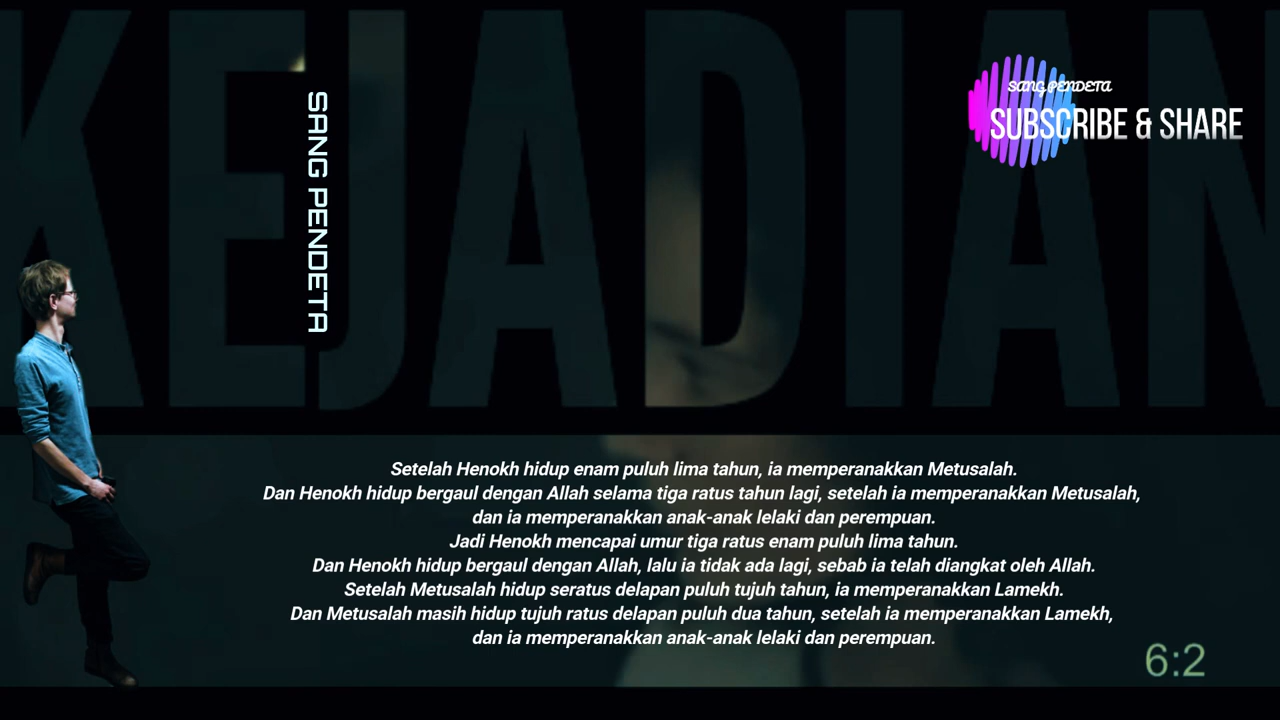 KEJADIAN
SANG PENDETA
SANG PENDETA
SUBSCRIBE & SHARE
Setelah Henokh hidup enam puluh lima tahun, ia memperanakkan Metusalah.
Dan Henokh hidup bergaul dengan Allah selama tiga ratus tahun lagi, setelah ia memperanakkan Metusalah,
dan ia memperanakkan anak-anak lelaki dan perempuan.
Jadi Henokh mencapai umur tiga ratus enam puluh lima tahun.
Dan Henokh hidup bergaul dengan Allah, lalu ia tidak ada lagi, sebab ia telah diangkat oleh Allah.
Setelah Metusalah hidup seratus delapan puluh tujuh tahun, ia memperanakkan Lamekh.
Dan Metusalah masih hidup tujuh ratus delapan puluh dua tahun, setelah ia memperanakkan Lamekh,
dan ia memperanakkan anak-anak lelaki dan perempuan.
6:2